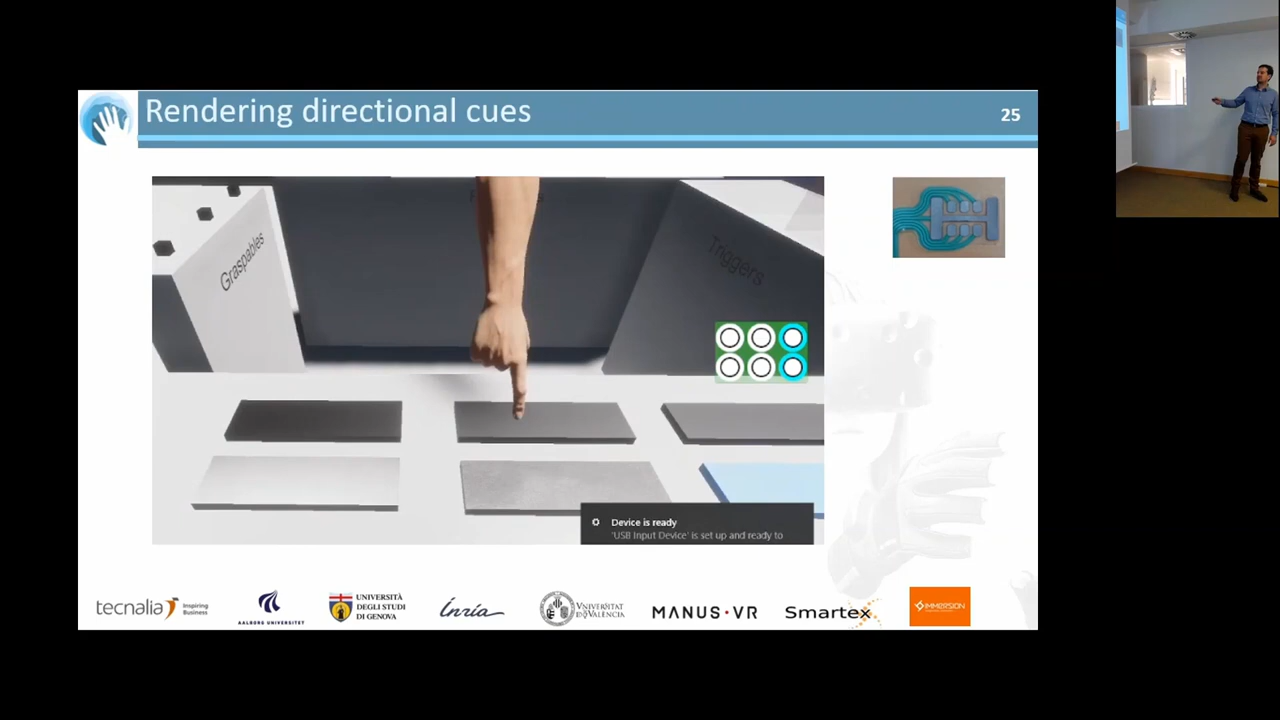 Rendering directional cues
25
Graspables
Triggers
Device is ready
'USB Input Device' is set up and ready to
tecnalia Inspiring Business
AALBORG UNIVERSITET
UNIVERSITÀ
DEGLI STUDI
DI GENOVA
Inria
VNIVERSITAT
DE VALÈNCIA
MANUS·VR
Smartex
IMMERSION